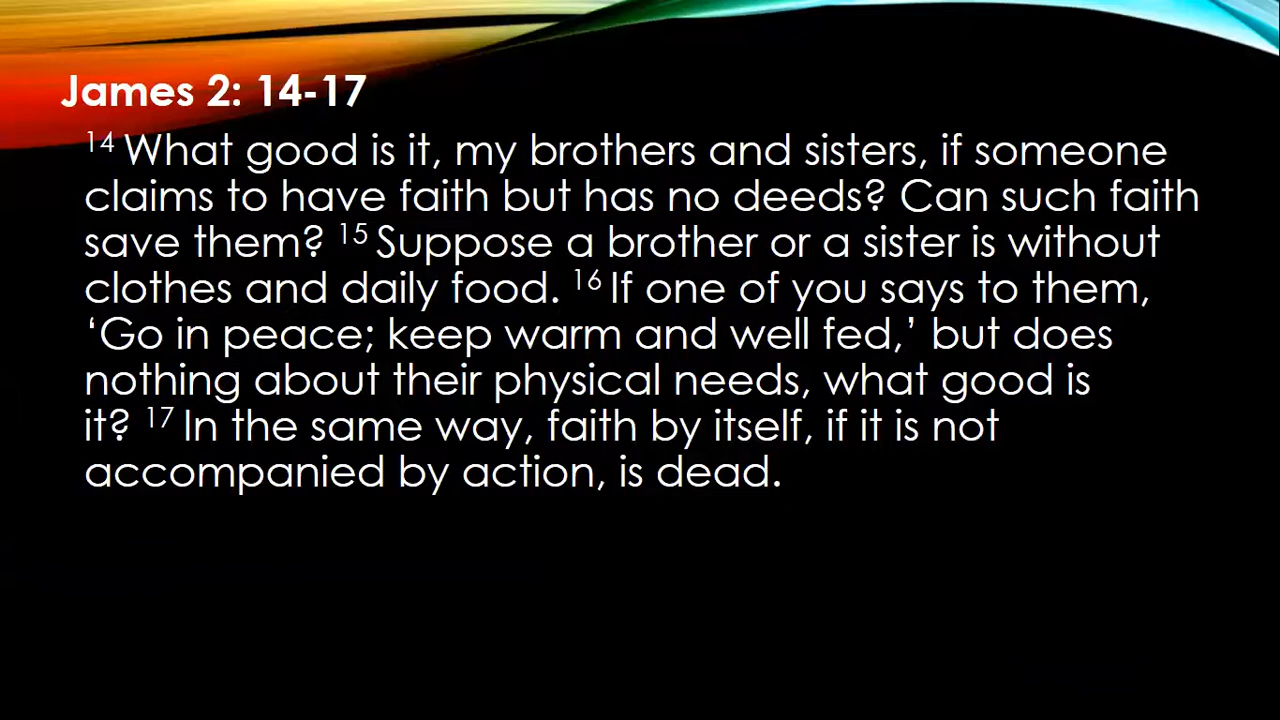 James 2: 14-17
¹⁴ What good is it, my brothers and sisters, if someone
claims to have faith but has no deeds? Can such faith
save them? ¹⁵ Suppose a brother or a sister is without
clothes and daily food. ¹⁶ If one of you says to them,
‘Go in peace; keep warm and well fed,’ but does
nothing about their physical needs, what good is
it? ¹⁷ In the same way, faith by itself, if it is not
accompanied by action, is dead.